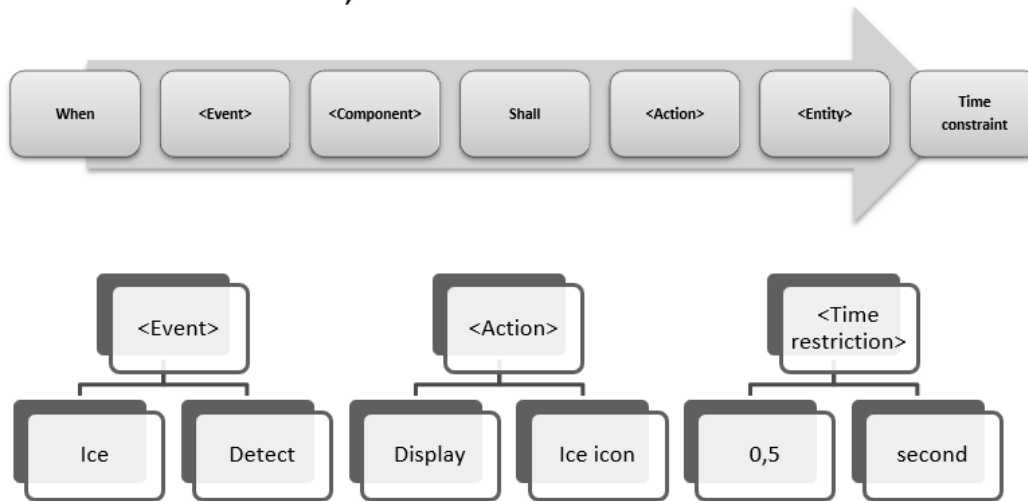 When
<Event>
<Component>
Shall
<Action>
<Entity>
Time
constraint
<Event>
<Action>
<Time
restriction>
Ice
Detect
Display
Ice icon
0,5
second